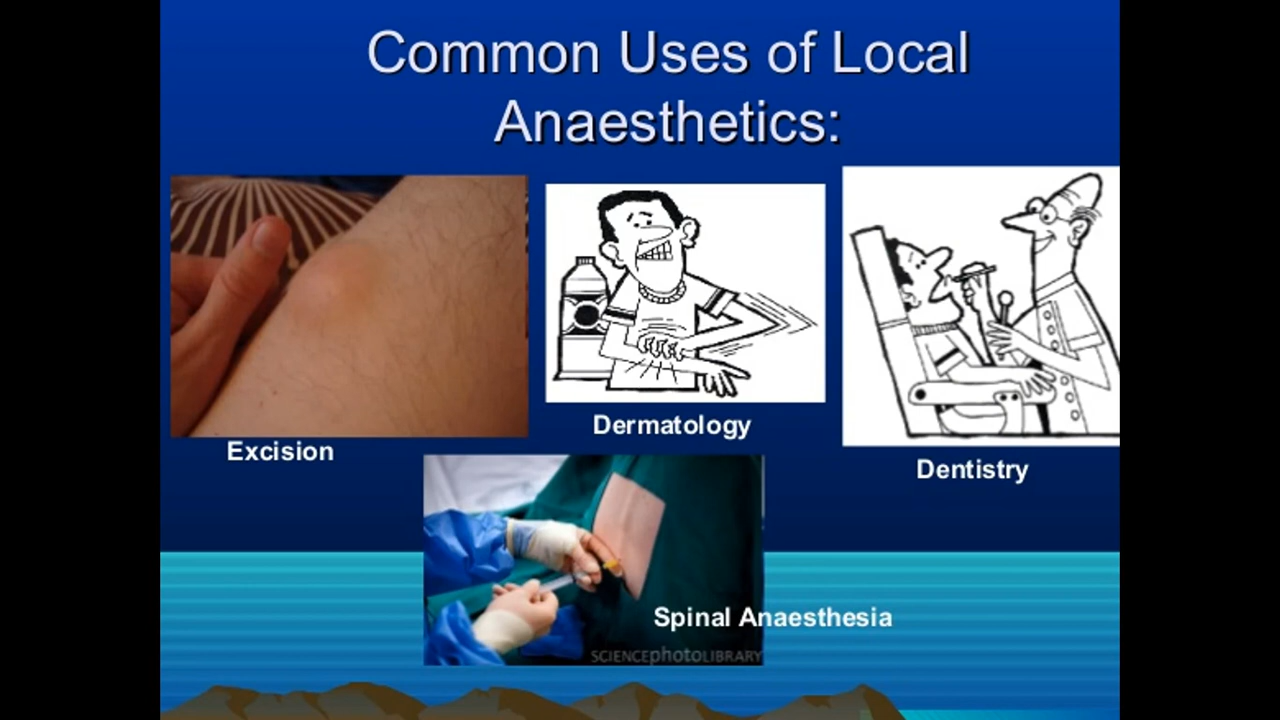 Common Uses of Local
Anaesthetics:
Excision
Dermatology
Dentistry
Spinal Anaesthesia
SCIENCEphotoLIBRARY